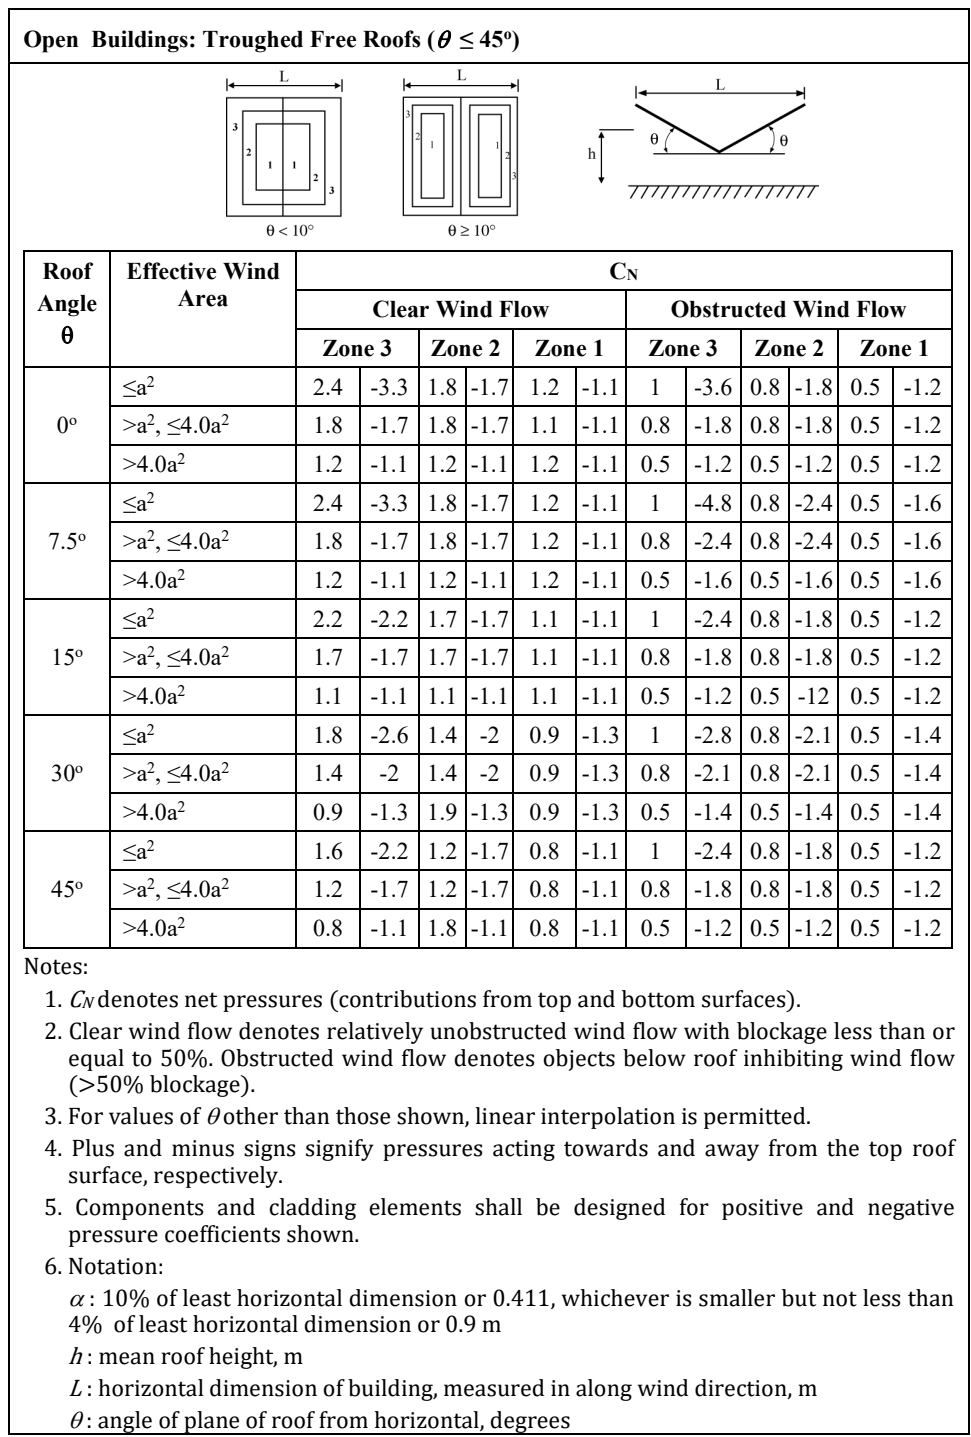 Open Buildings: Troughed Free Roofs (θ ≤ 45º)
L L L
3 2 1 1 2 3
3 2 1 1 2 3
h θ θ
θ < 10° θ ≥ 10°
Roof Angle θ Effective Wind Area C_N
Clear Wind Flow Obstructed Wind Flow
Zone 3 Zone 2 Zone 1 Zone 3 Zone 2 Zone 1
0º ≤a² 2.4 -3.3 1.8 -1.7 1.2 -1.1 1 -3.6 0.8 -1.8 0.5 -1.2
>a², ≤4.0a² 1.8 -1.7 1.8 -1.7 1.1 -1.1 0.8 -1.8 0.8 -1.8 0.5 -1.2
>4.0a² 1.2 -1.1 1.2 -1.1 1.2 -1.1 0.5 -1.2 0.5 -1.2 0.5 -1.2
7.5º ≤a² 2.4 -3.3 1.8 -1.7 1.2 -1.1 1 -4.8 0.8 -2.4 0.5 -1.6
>a², ≤4.0a² 1.8 -1.7 1.8 -1.7 1.2 -1.1 0.8 -2.4 0.8 -2.4 0.5 -1.6
>4.0a² 1.2 -1.1 1.2 -1.1 1.2 -1.1 0.5 -1.6 0.5 -1.6 0.5 -1.6
15º ≤a² 2.2 -2.2 1.7 -1.7 1.1 -1.1 1 -2.4 0.8 -1.8 0.5 -1.2
>a², ≤4.0a² 1.7 -1.7 1.7 -1.7 1.1 -1.1 0.8 -1.8 0.8 -1.8 0.5 -1.2
>4.0a² 1.1 -1.1 1.1 -1.1 1.1 -1.1 0.5 -1.2 0.5 -12 0.5 -1.2
30º ≤a² 1.8 -2.6 1.4 -2 0.9 -1.3 1 -2.8 0.8 -2.1 0.5 -1.4
>a², ≤4.0a² 1.4 -2 1.4 -2 0.9 -1.3 0.8 -2.1 0.8 -2.1 0.5 -1.4
>4.0a² 0.9 -1.3 1.9 -1.3 0.9 -1.3 0.5 -1.4 0.5 -1.4 0.5 -1.4
45º ≤a² 1.6 -2.2 1.2 -1.7 0.8 -1.1 1 -2.4 0.8 -1.8 0.5 -1.2
>a², ≤4.0a² 1.2 -1.7 1.2 -1.7 0.8 -1.1 0.8 -1.8 0.8 -1.8 0.5 -1.2
>4.0a² 0.8 -1.1 1.8 -1.1 0.8 -1.1 0.5 -1.2 0.5 -1.2 0.5 -1.2
Notes:
1. C_N denotes net pressures (contributions from top and bottom surfaces).
2. Clear wind flow denotes relatively unobstructed wind flow with blockage less than or
equal to 50%. Obstructed wind flow denotes objects below roof inhibiting wind flow
(>50% blockage).
3. For values of θ other than those shown, linear interpolation is permitted.
4. Plus and minus signs signify pressures acting towards and away from the top roof
surface, respectively.
5. Components and cladding elements shall be designed for positive and negative
pressure coefficients shown.
6. Notation:
α : 10% of least horizontal dimension or 0.411, whichever is smaller but not less than
4% of least horizontal dimension or 0.9 m
h : mean roof height, m
L : horizontal dimension of building, measured in along wind direction, m
θ : angle of plane of roof from horizontal, degrees